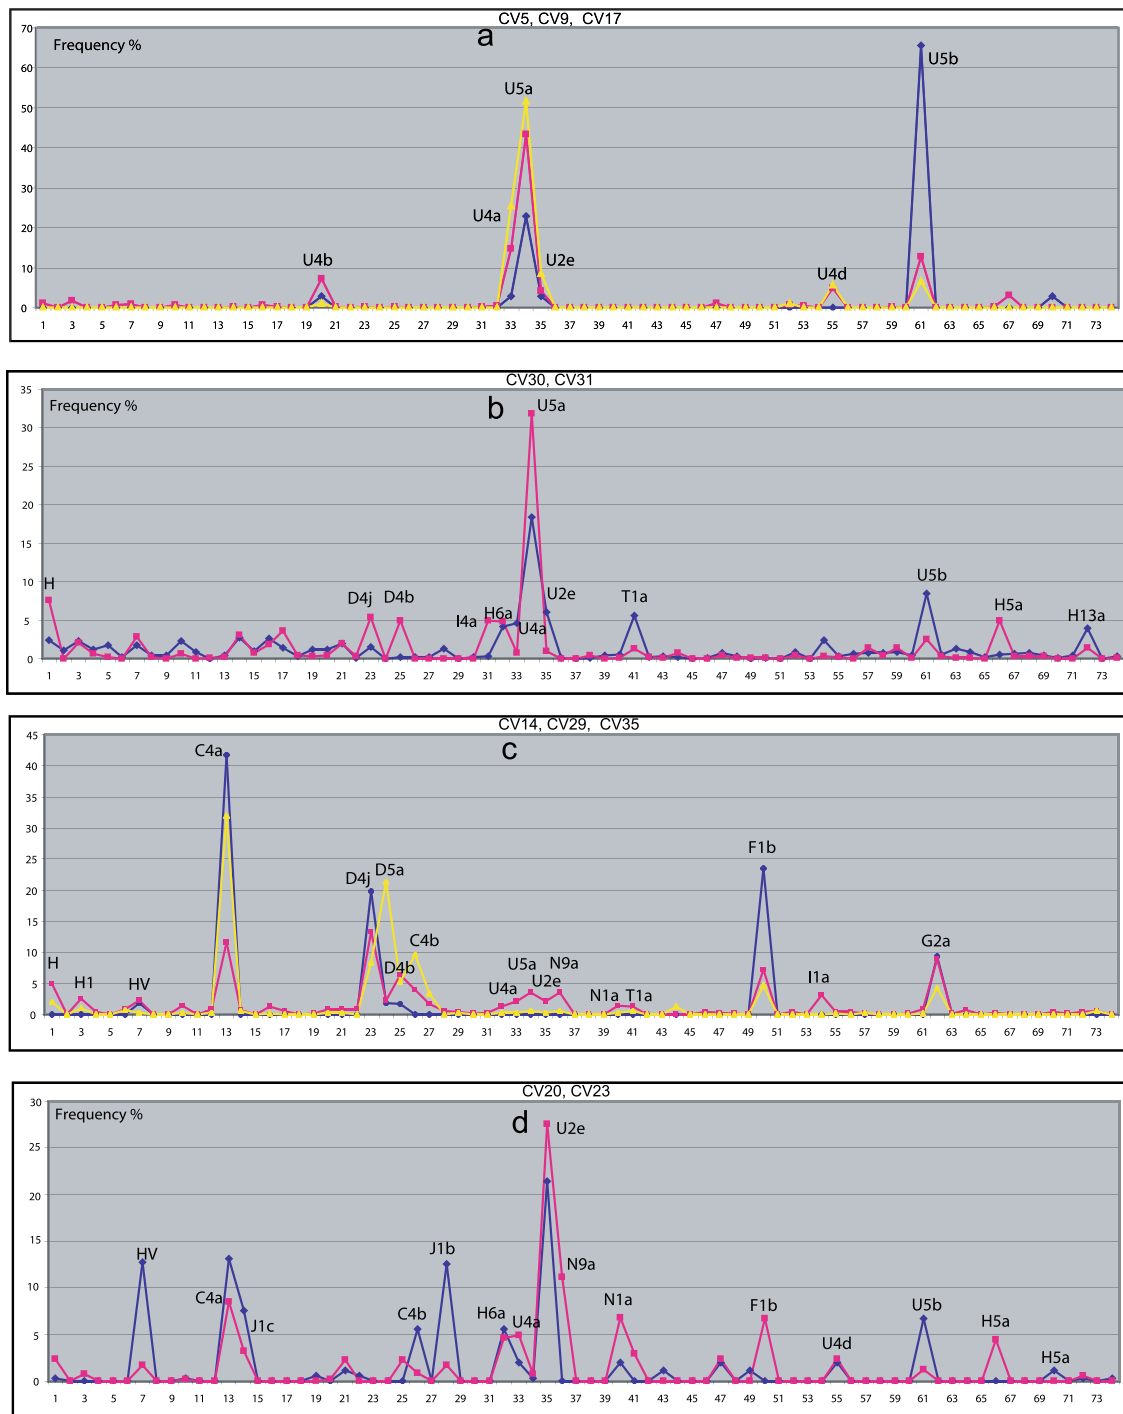 CV5, CV9, CV17
a
Frequency %
70
60
50
40
30
20
10
0
U4b
U4a
U5a
U2e
U4d
U5b
1 3 5 7 9 11 13 15 17 19 21 23 25 27 29 31 33 35 37 39 41 43 45 47 49 51 53 55 57 59 61 63 65 67 69 71 73
CV30, CV31
b
Frequency %
35
30
25
20
15
10
5
0
H
D4j
D4b
I4a
H6a
U5a
U4a
U2e
T1a
U5b
H5a
H13a
1 3 5 7 9 11 13 15 17 19 21 23 25 27 29 31 33 35 37 39 41 43 45 47 49 51 53 55 57 59 61 63 65 67 69 71 73
CV14, CV29, CV35
c
45
40
35
30
25
20
15
10
5
0
H
H1
HV
C4a
D4j
D5a
D4b
C4b
U4a
U5a
U2e
N9a
N1a
T1a
F1b
I1a
G2a
1 3 5 7 9 11 13 15 17 19 21 23 25 27 29 31 33 35 37 39 41 43 45 47 49 51 53 55 57 59 61 63 65 67 69 71 73
CV20, CV23
d
Frequency %
30
25
20
15
10
5
0
HV
C4a
J1c
C4b
J1b
H6a
U4a
U2e
N9a
N1a
F1b
U4d
U5b
H5a
H5a
1 3 5 7 9 11 13 15 17 19 21 23 25 27 29 31 33 35 37 39 41 43 45 47 49 51 53 55 57 59 61 63 65 67 69 71 73